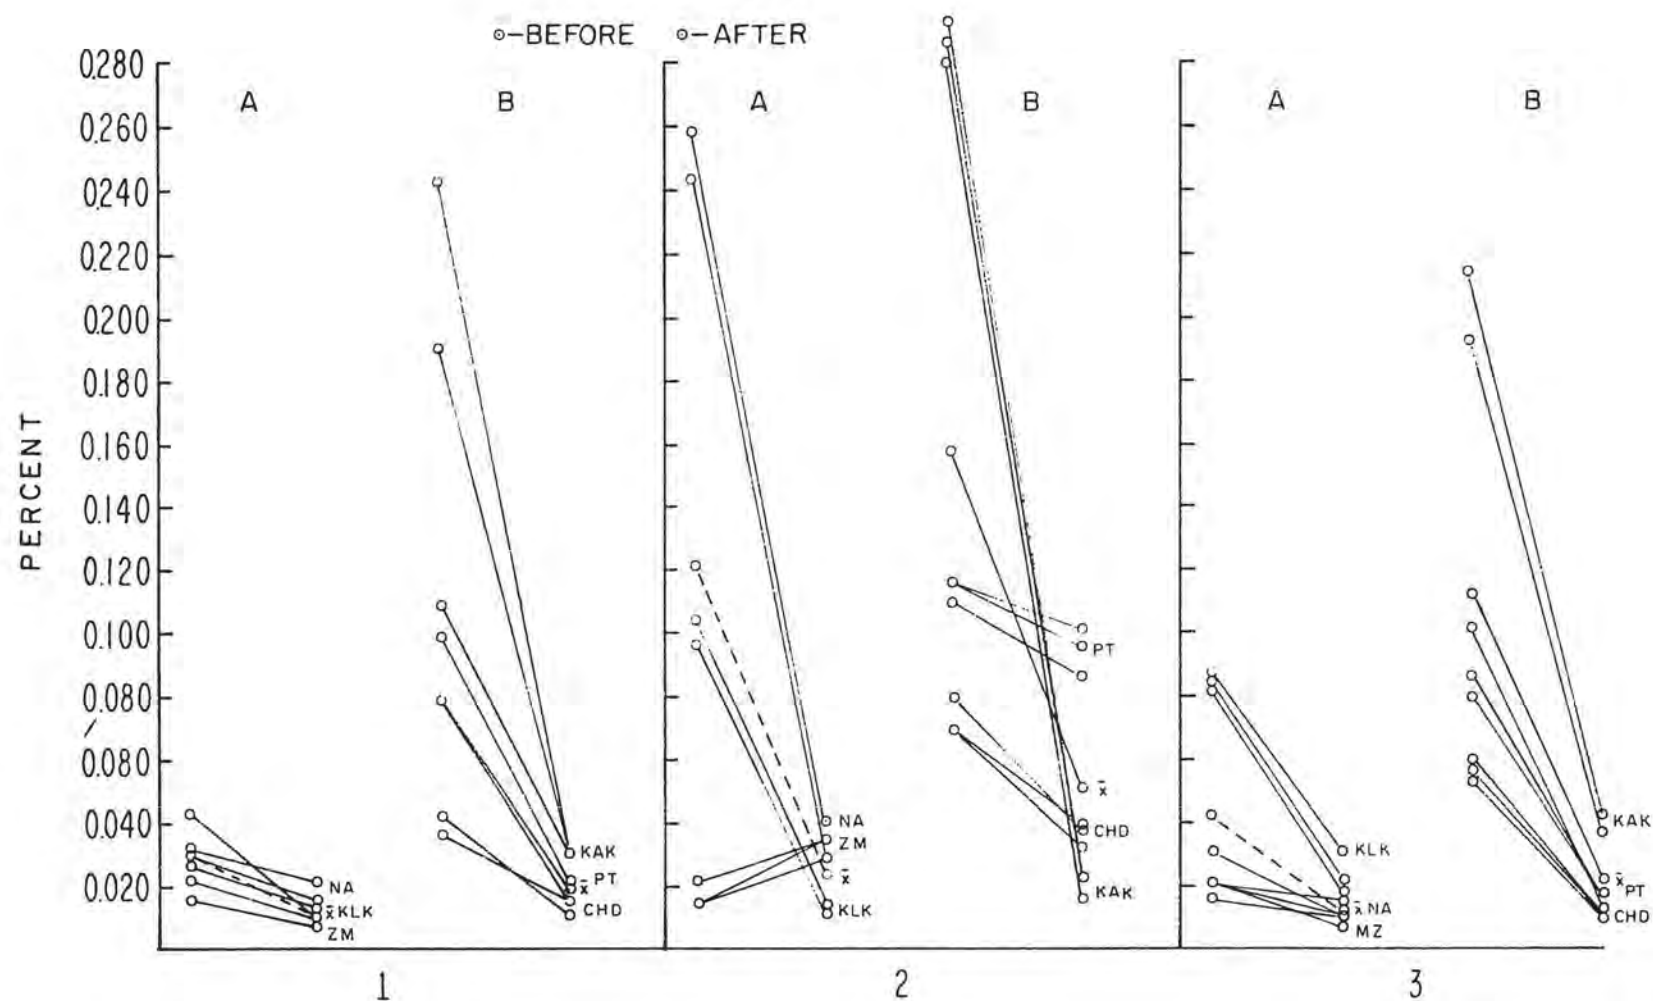 ⊙-BEFORE ⊙-AFTER
0.280
0.260
0.240
0.220
0.200
0.180
0.160
0.140
0.120
0.100
0.080
0.080
0.040
0.020
PERCENT
A B A B A B
NA
x̄ KLK
ZM
KAK
PT
x̄
CHD
NA
ZM
x̄
KLK
PT
x̄
CHD
KAK
KLK
x̄ NA
MZ
KAK
x̄ PT
CHD
1 2 3